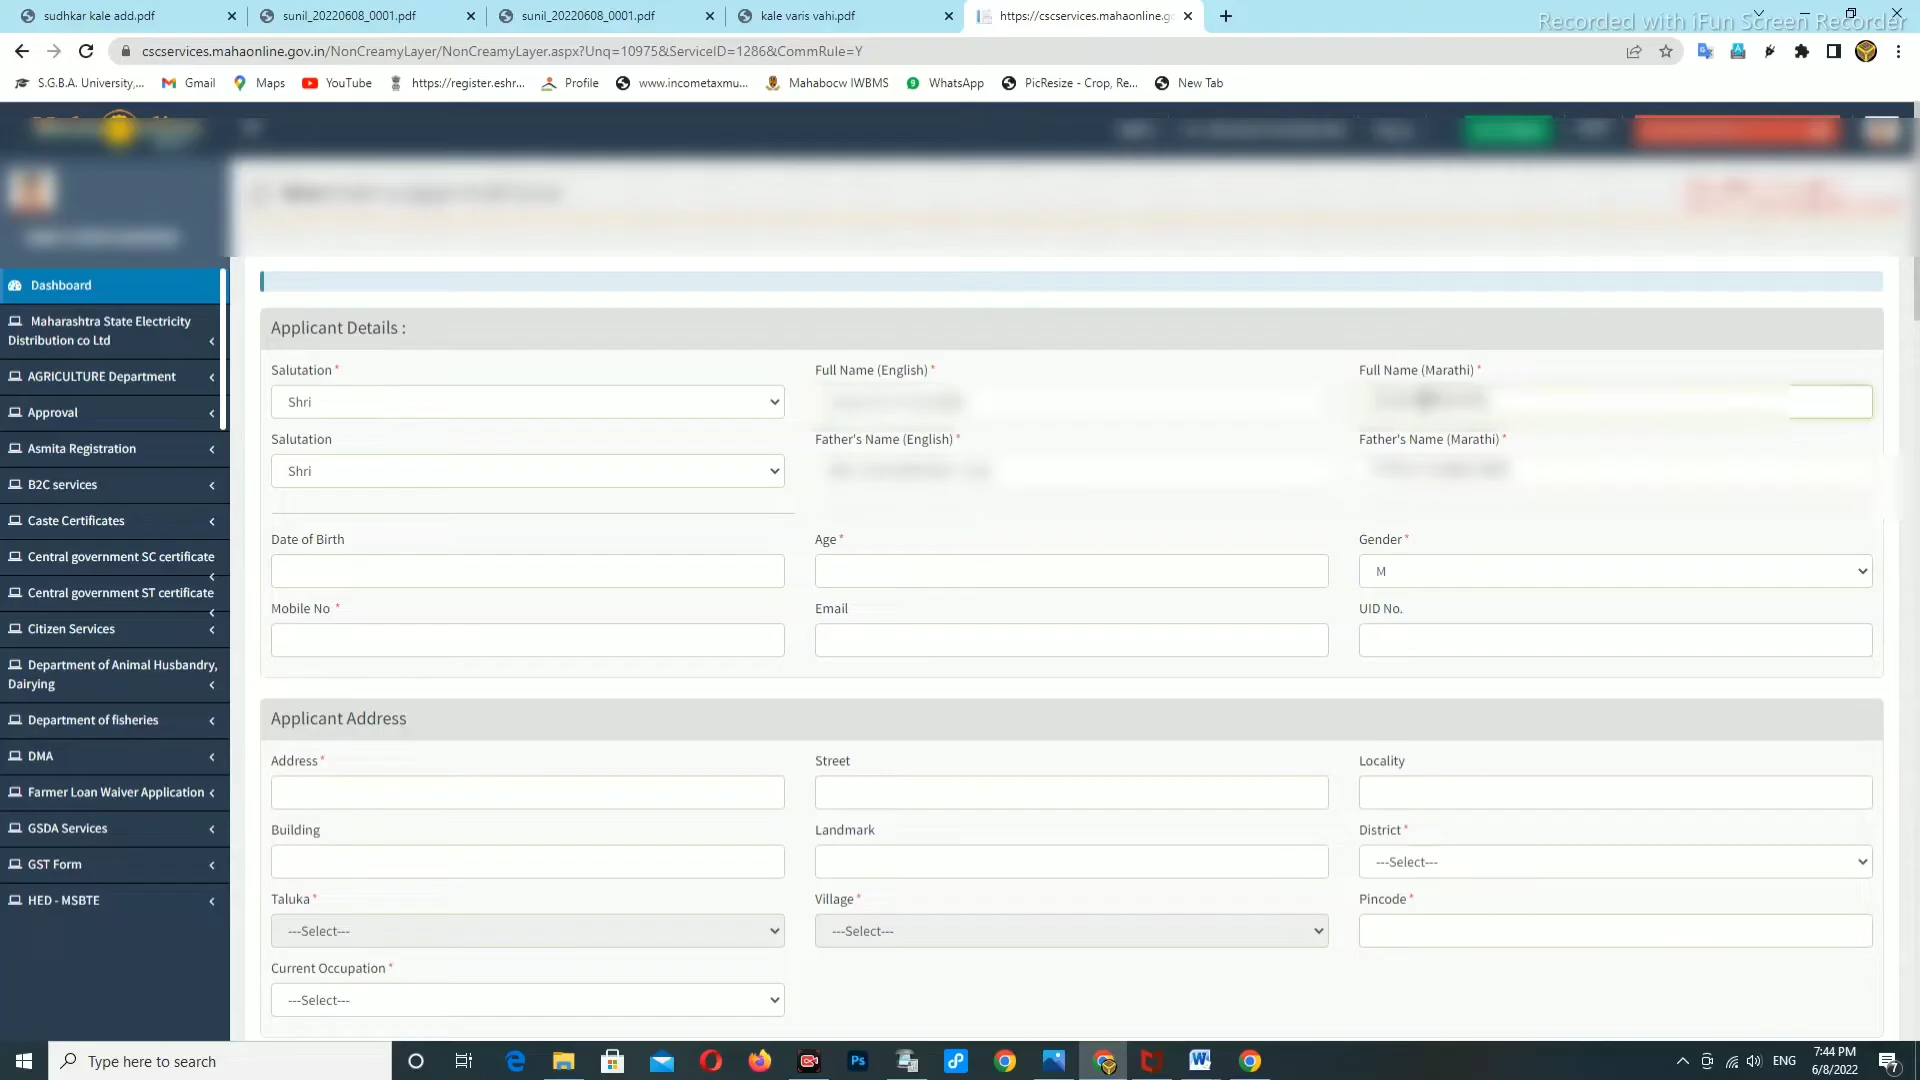 sudhkar kale add.pdf
sunil_20220608_0001.pdf
sunil_20220608_0001.pdf
kale varis vahi.pdf
https://cscservices.mahaonline.g
Recorded with iFun Screen Recorder
cscservices.mahaonline.gov.in/NonCreamyLayer/NonCreamyLayer.aspx?Unq=10975&ServiceID=1286&CommRule=Y
S.G.B.A. University,...
Gmail
Maps
YouTube
https://register.eshr...
Profile
www.incometaxmu...
Mahabocw IWBMS
WhatsApp
PicResize - Crop, Re...
New Tab
Dashboard
Maharashtra State Electricity
Distribution co Ltd
AGRICULTURE Department
Approval
Asmita Registration
B2C services
Caste Certificates
Central government SC certificate
Central government ST certificate
Citizen Services
Department of Animal Husbandry,
Dairying
Department of fisheries
DMA
Farmer Loan Waiver Application
GSDA Services
GST Form
HED - MSBTE
Applicant Details :
Salutation * Full Name (English) * Full Name (Marathi) *
Shri
Salutation Father's Name (English) * Father's Name (Marathi) *
Shri
Date of Birth Age * Gender *
M
Mobile No * Email UID No.
Applicant Address
Address * Street Locality
Building Landmark District *
---Select---
Taluka * Village * Pincode *
---Select--- ---Select---
Current Occupation *
---Select---
Type here to search
ENG
7:44 PM
6/8/2022
7